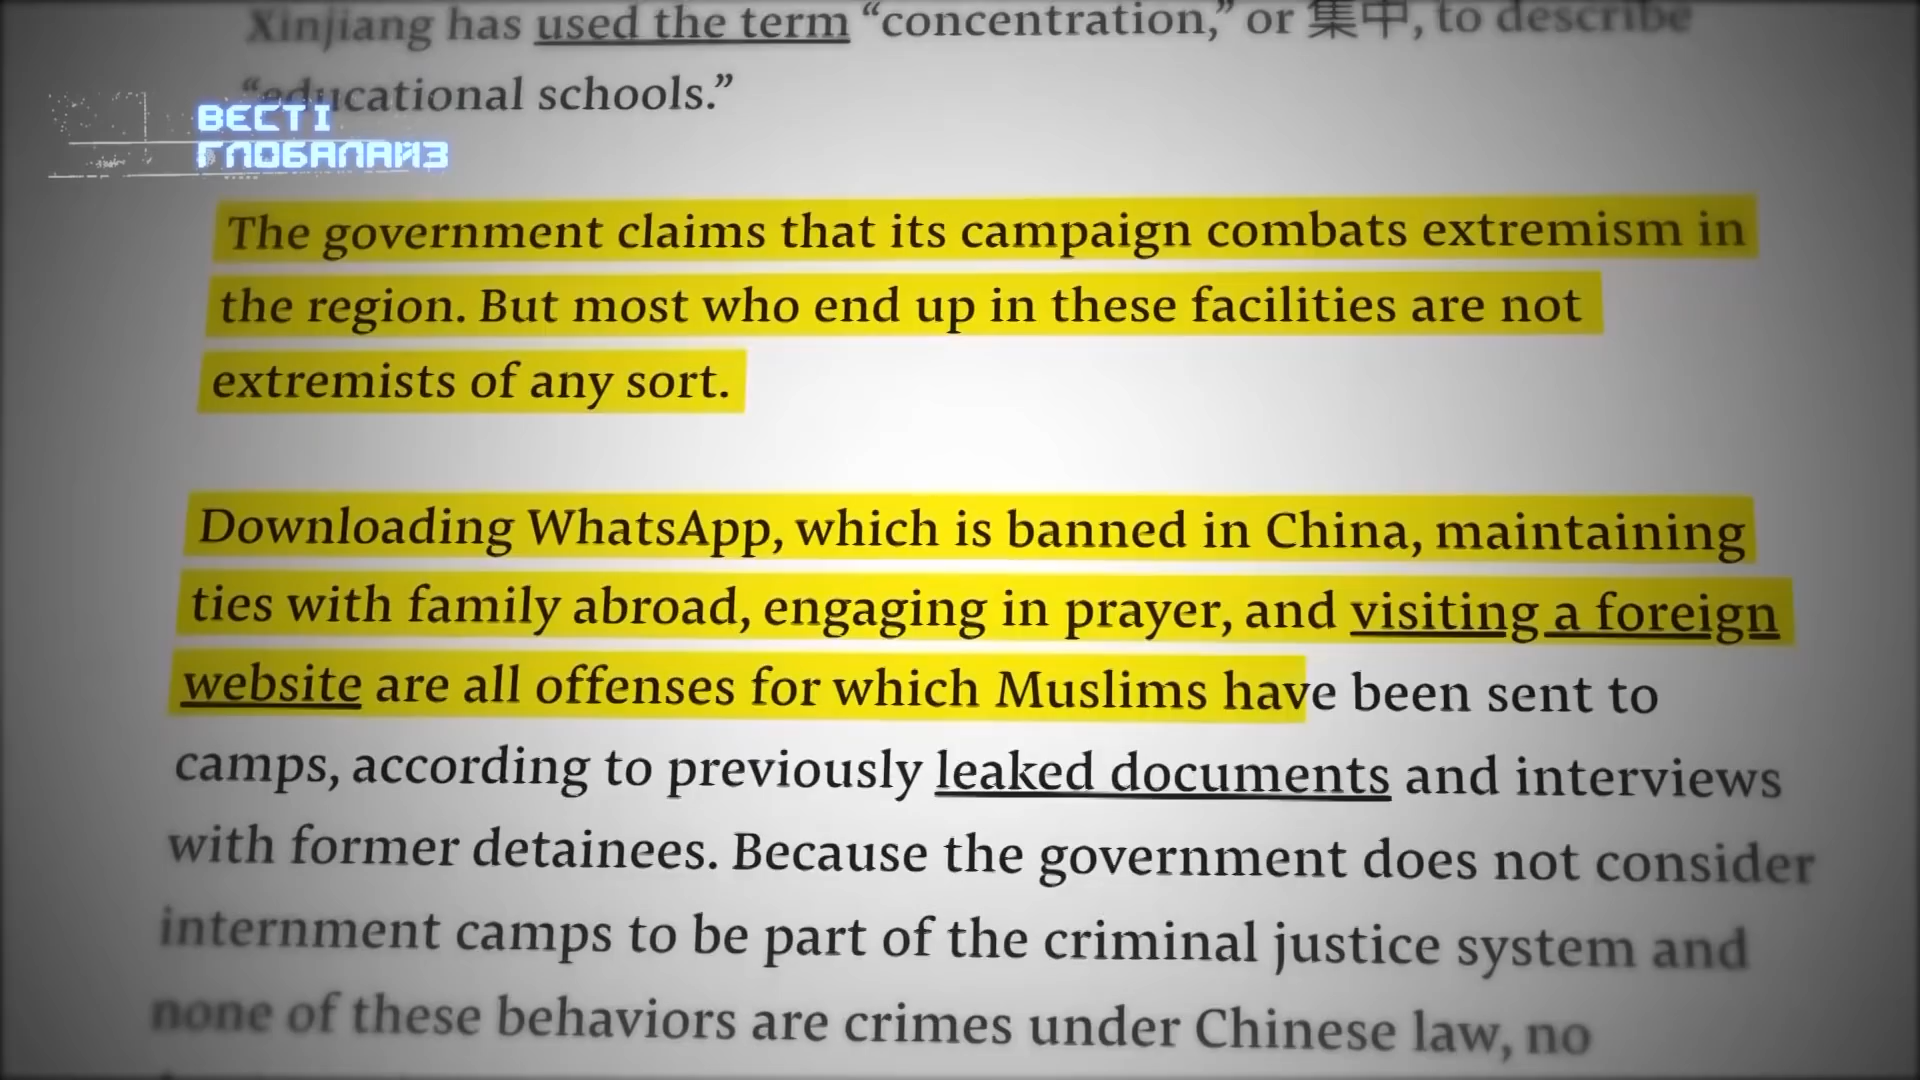 Xinjiang has used the term “concentration,” or 集中, to describe
“educational schools.”
ВЕСТІ
ГЛОБАЛАЙЗ
The government claims that its campaign combats extremism in
the region. But most who end up in these facilities are not
extremists of any sort.
Downloading WhatsApp, which is banned in China, maintaining
ties with family abroad, engaging in prayer, and visiting a foreign
website are all offenses for which Muslims have been sent to
camps, according to previously leaked documents and interviews
with former detainees. Because the government does not consider
internment camps to be part of the criminal justice system and
none of these behaviors are crimes under Chinese law, no